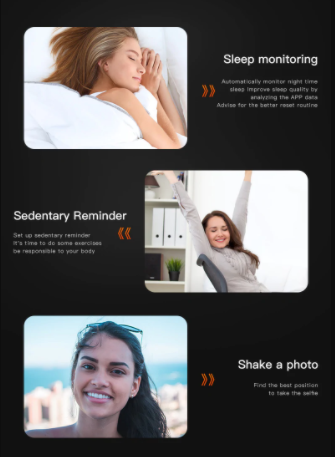 Sleep monitoring
Automatically monitor night time
sleep improve sleep quality by
analyzing the APP data
Advise for the better reset routine
Sedentary Reminder
Set up sedentary reminder
It's time to do some exercises
be responsible to your body
Shake a photo
Find the best position
to take the selfie